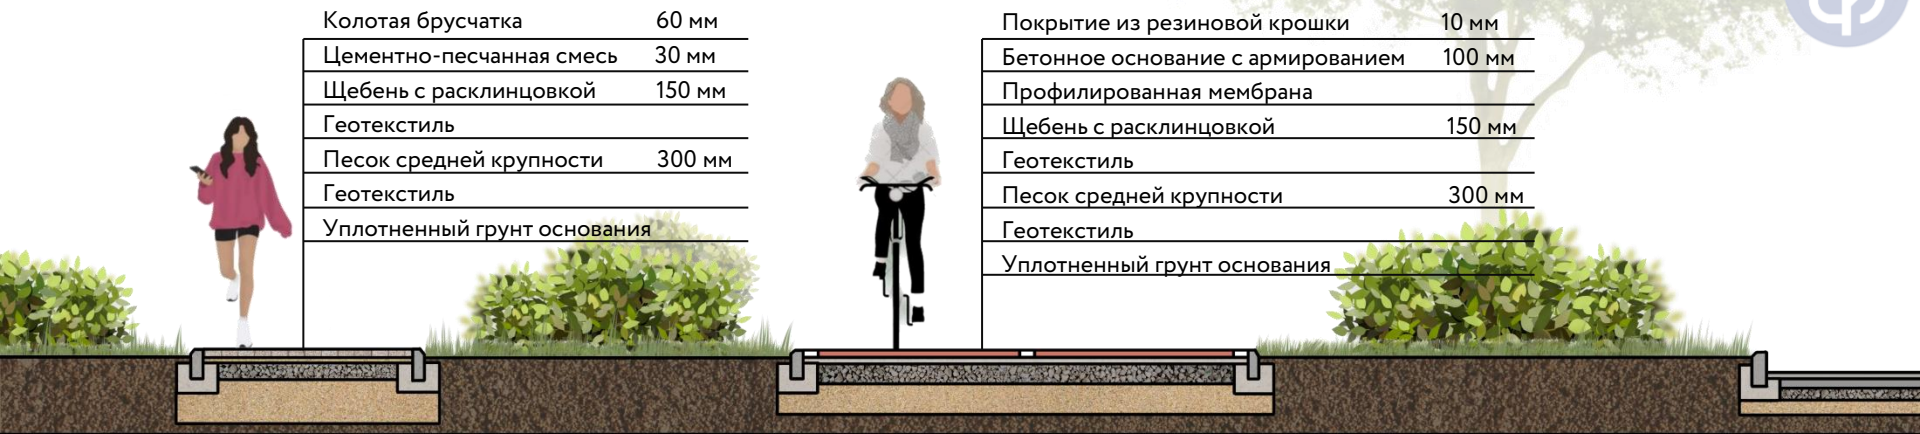 Колотая брусчатка 60 мм
Цементно-песчанная смесь 30 мм
Щебень с расклинцовкой 150 мм
Геотекстиль
Песок средней крупности 300 мм
Геотекстиль
Уплотненный грунт основания
Покрытие из резиновой крошки 10 мм
Бетонное основание с армированием 100 мм
Профилированная мембрана
Щебень с расклинцовкой 150 мм
Геотекстиль
Песок средней крупности 300 мм
Геотекстиль
Уплотненный грунт основания